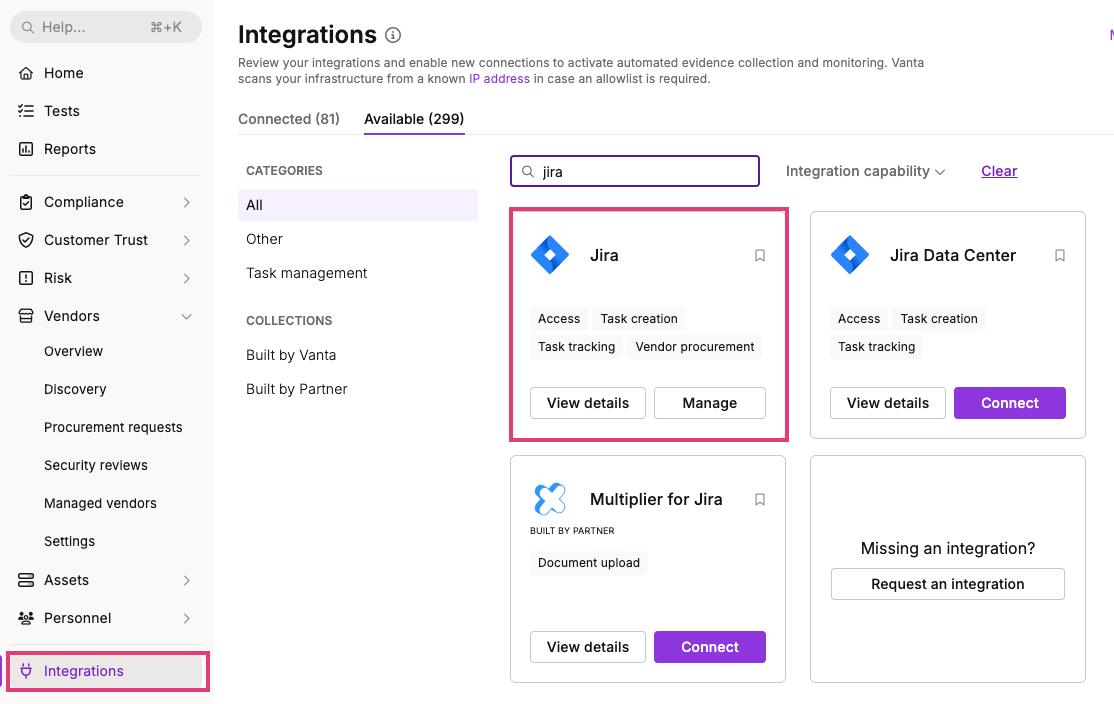 Help...
⌘+K
Home
Tests
Reports
Compliance
Customer Trust
Risk
Vendors
Overview
Discovery
Procurement requests
Security reviews
Managed vendors
Settings
Assets
Personnel
Integrations
Integrations
Review your integrations and enable new connections to activate automated evidence collection and monitoring. Vanta
scans your infrastructure from a known IP address in case an allowlist is required.
Connected (81)
Available (299)
CATEGORIES
All
Other
Task management
COLLECTIONS
Built by Vanta
Built by Partner
jira
Integration capability
Clear
Jira
Access
Task creation
Task tracking
Vendor procurement
View details
Manage
Jira Data Center
Access
Task creation
Task tracking
View details
Connect
Multiplier for Jira
BUILT BY PARTNER
Document upload
View details
Connect
Missing an integration?
Request an integration